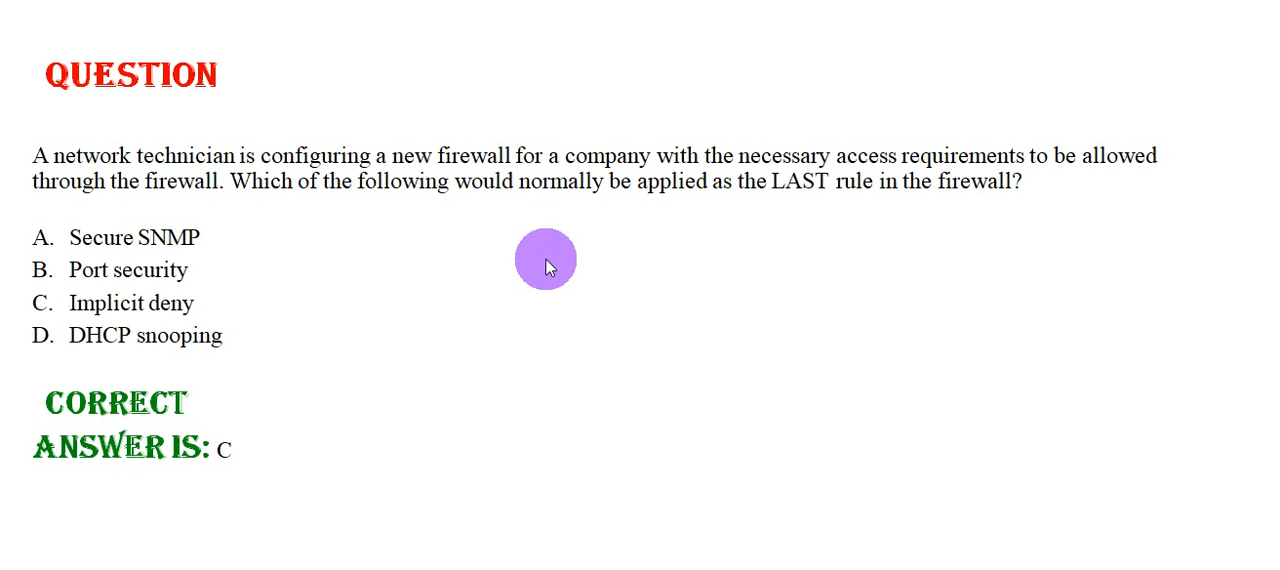 QUESTION
A network technician is configuring a new firewall for a company with the necessary access requirements to be allowed
through the firewall. Which of the following would normally be applied as the LAST rule in the firewall?
A. Secure SNMP
B. Port security
C. Implicit deny
D. DHCP snooping
CORRECT
ANSWER IS: C